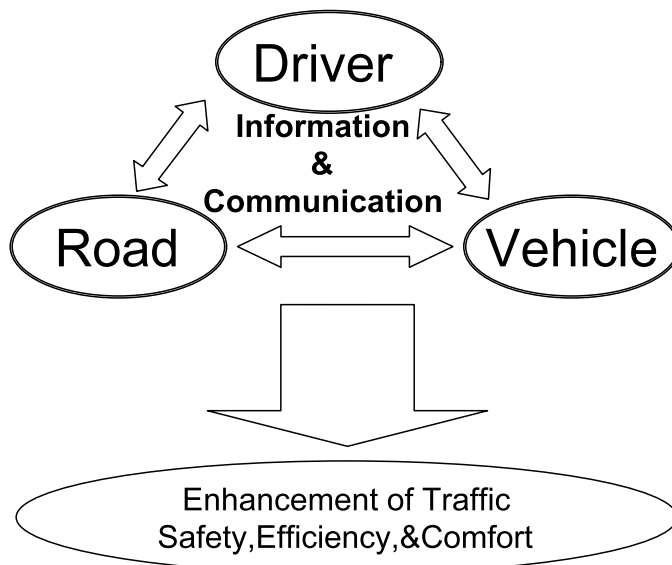 Driver
Information
&
Communication
Road
Vehicle
Enhancement of Traffic
Safety,Efficiency,&Comfort